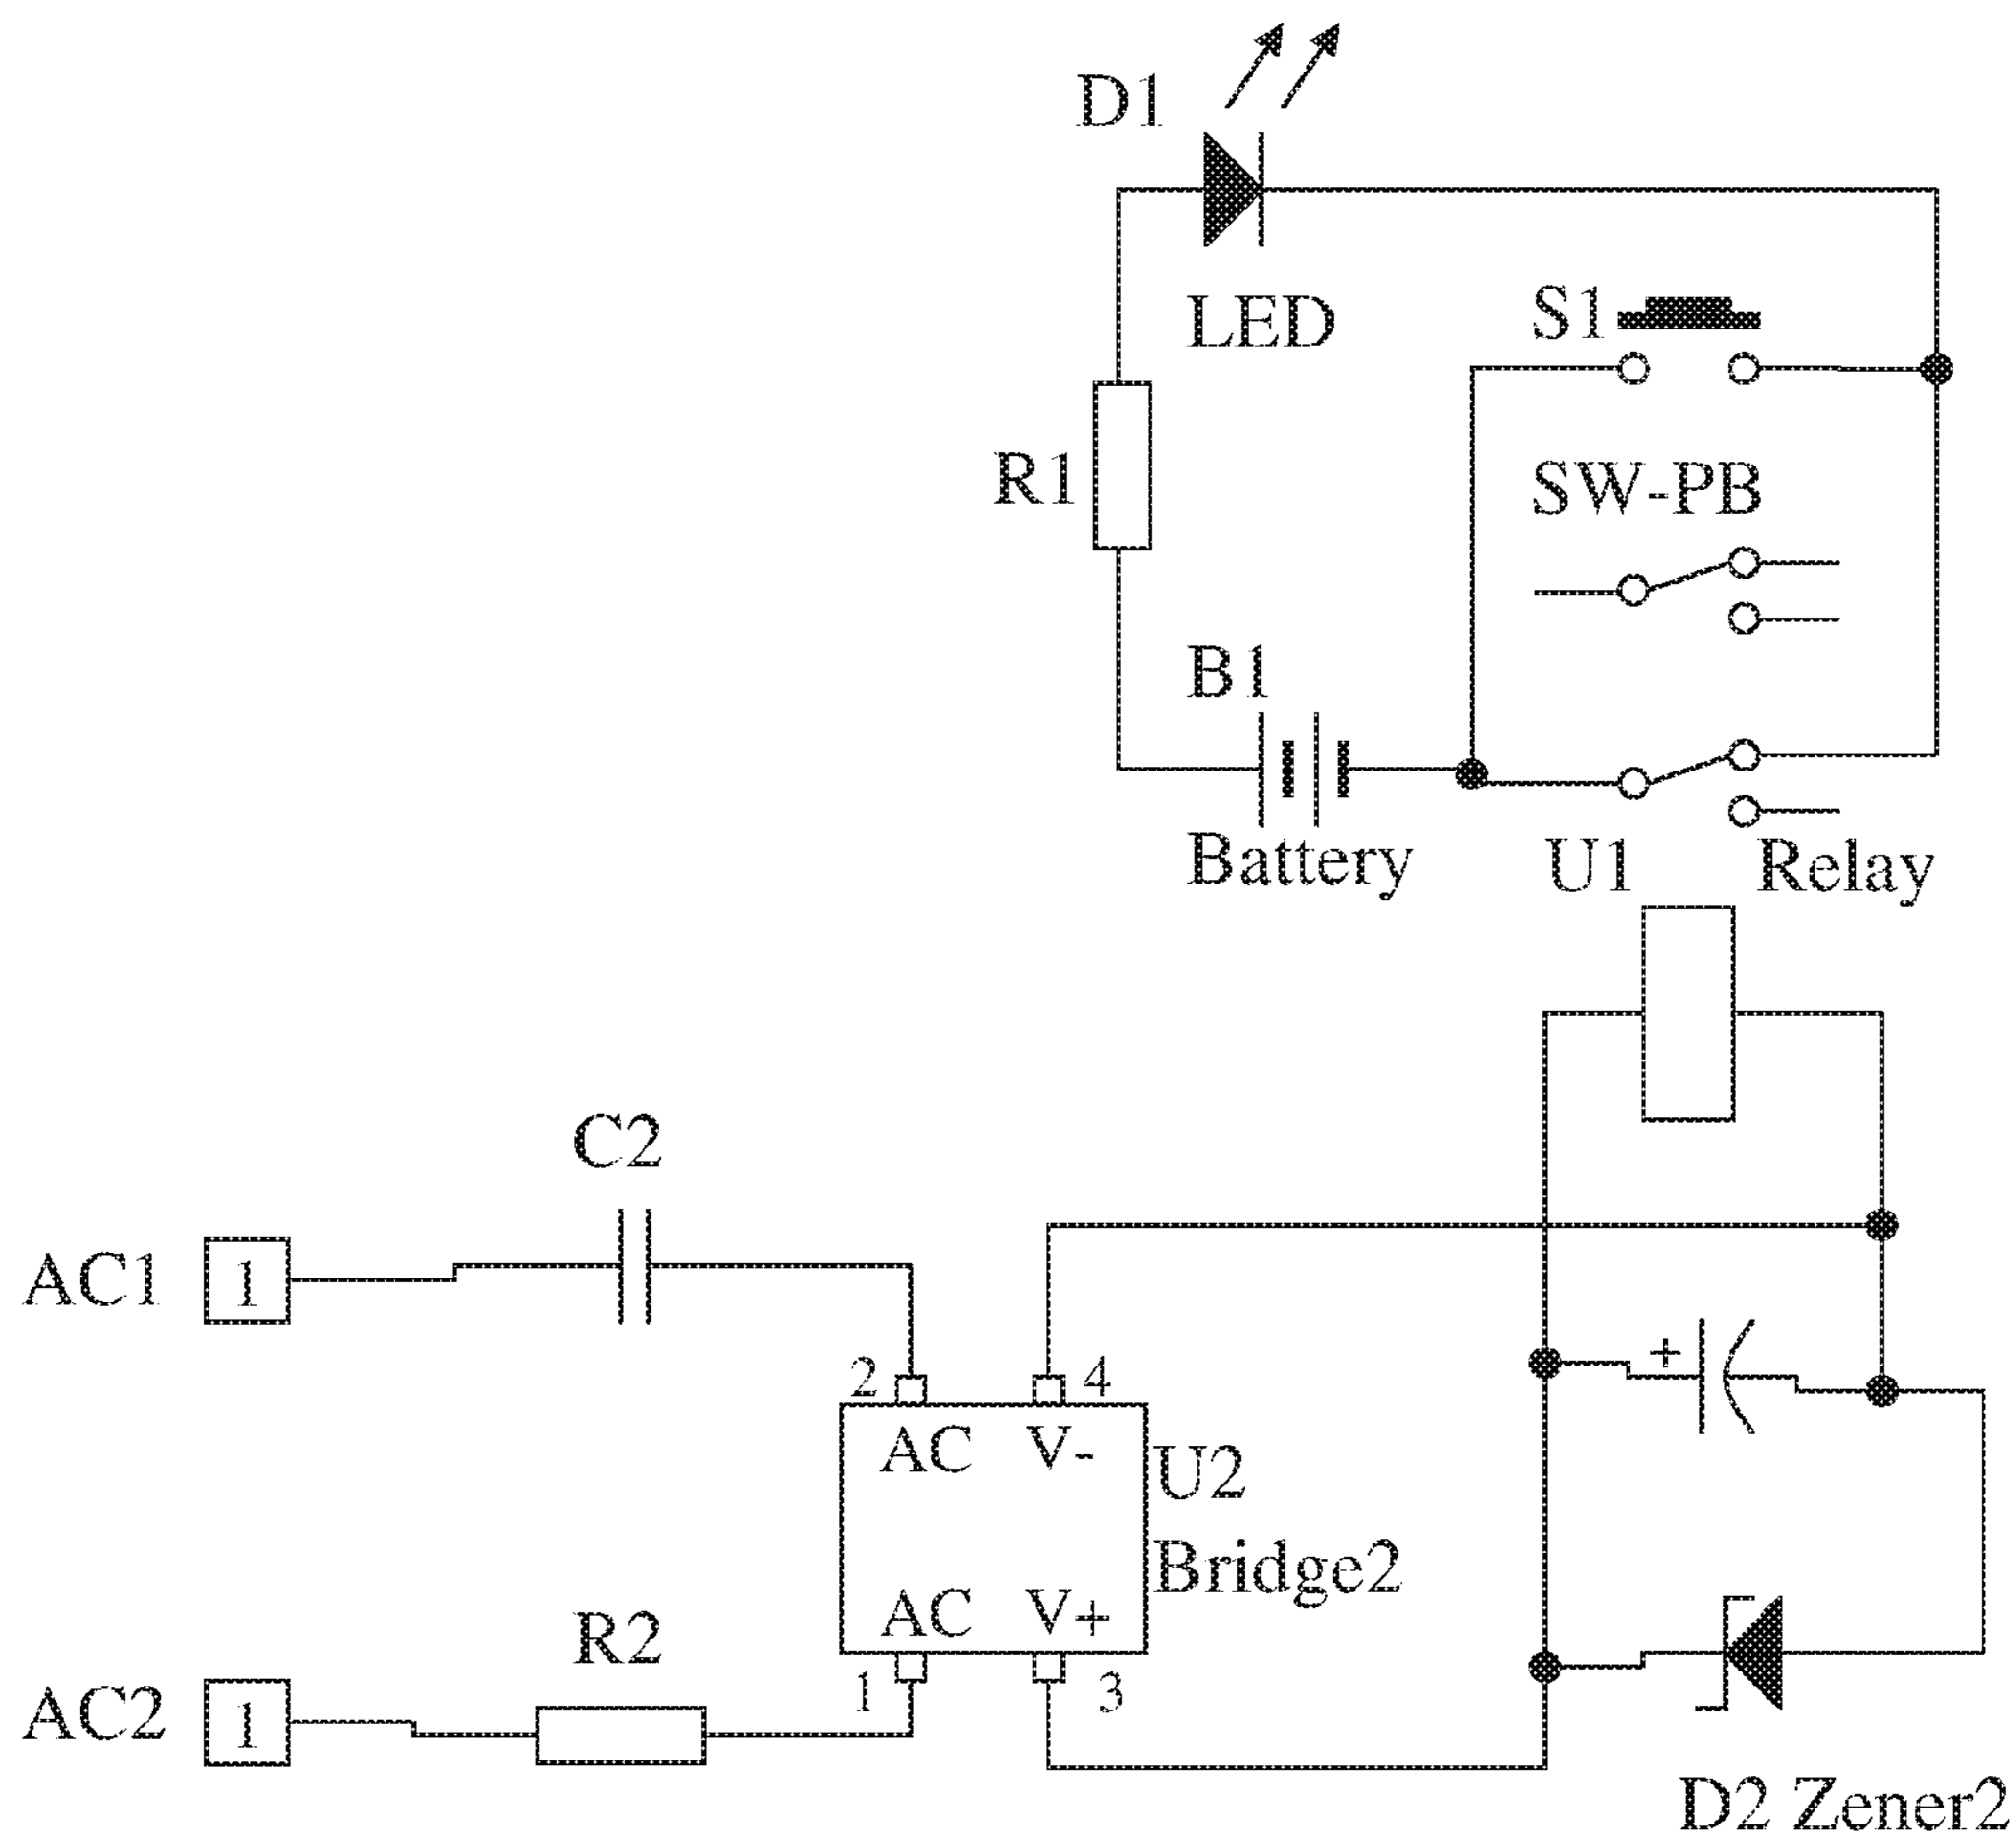 D1
LED
S1
R1
SW-PB
B1
Battery
U1 Relay
C2
AC1 1
+
2 4
AC V-
U2
Bridge2
AC V+
R2
1 3
AC2 1
D2 Zener2